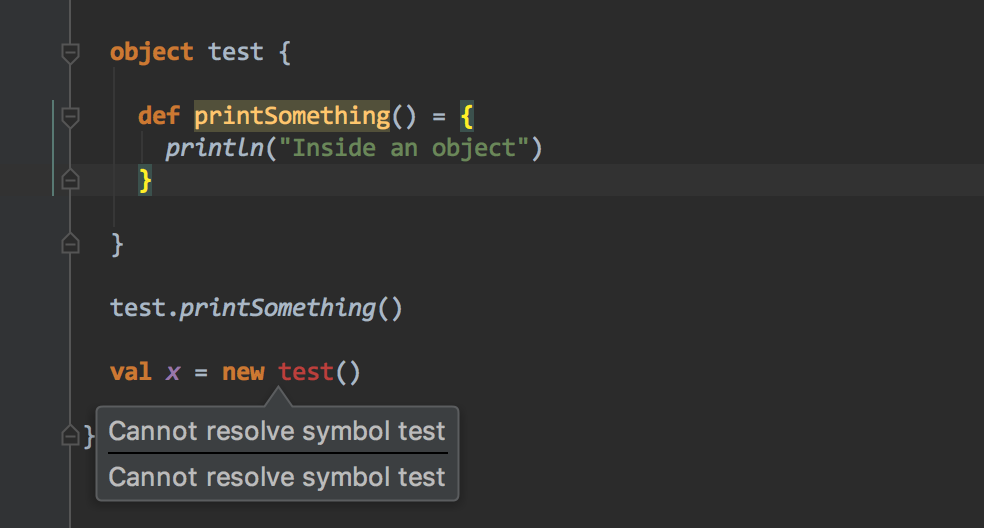 object test {
def printSomething() = {
println("Inside an object")
}
}
test.printSomething()
val x = new test()
}
Cannot resolve symbol test
Cannot resolve symbol test